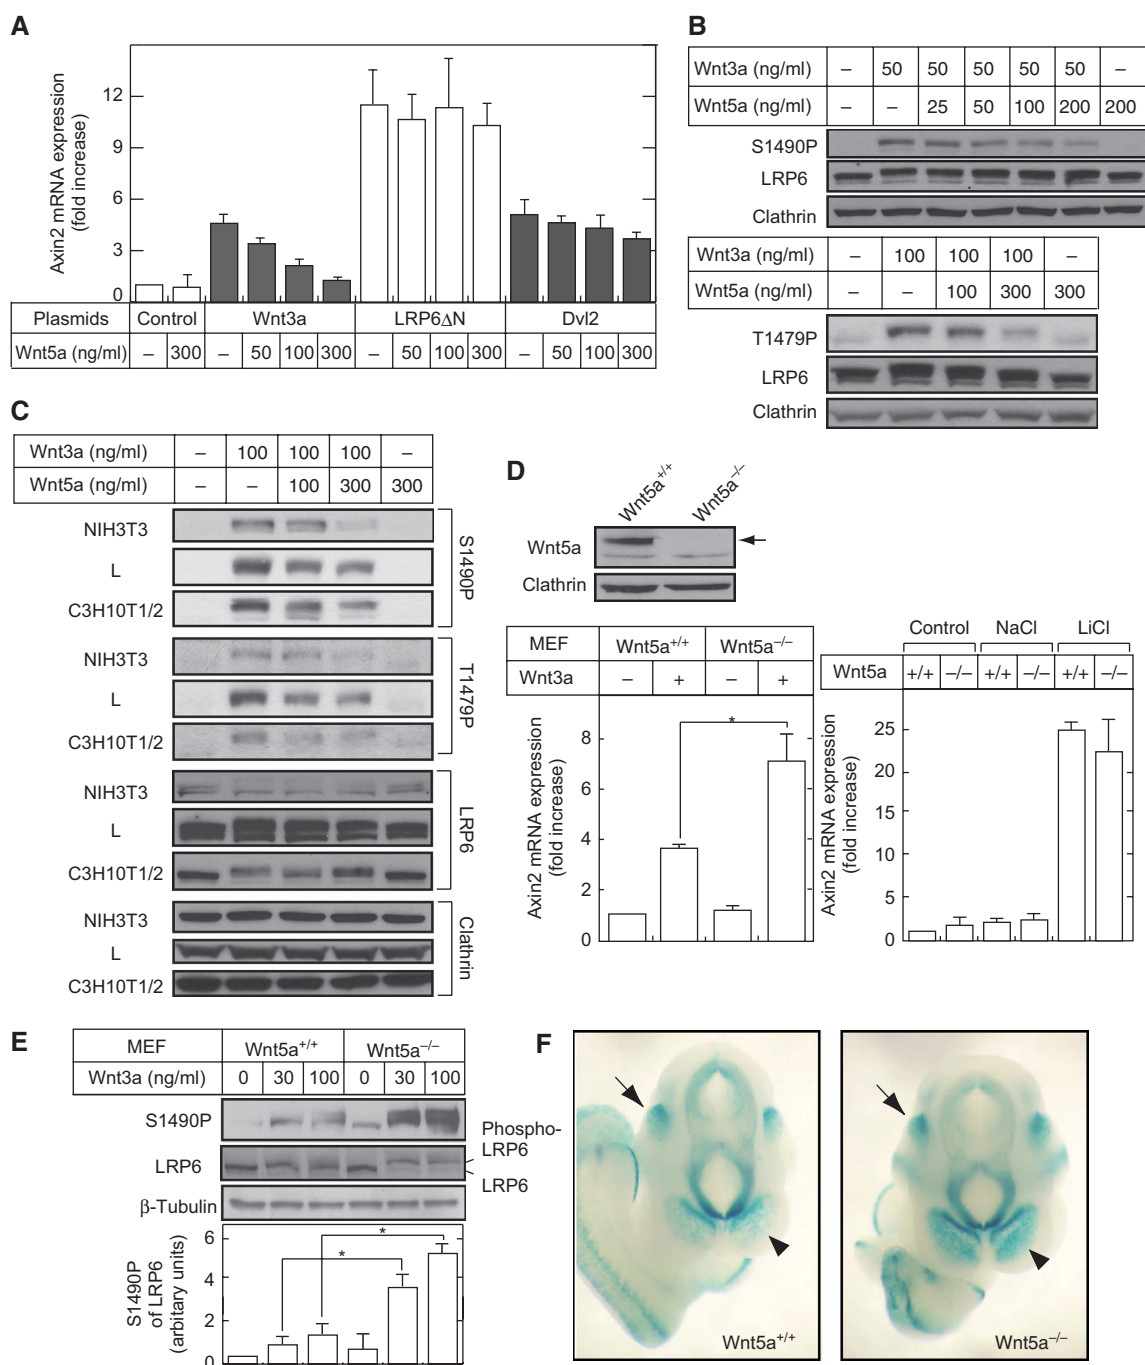 A
Axin2 mRNA expression
(fold increase)
12
9
6
3
0
Plasmids Control Wnt3a LRP6ΔN Dvl2
Wnt5a (ng/ml) – 300 – 50 100 300 – 50 100 300 – 50 100 300
B
Wnt3a (ng/ml) – 50 50 50 50 50 –
Wnt5a (ng/ml) – – 25 50 100 200 200
S1490P
LRP6
Clathrin
Wnt3a (ng/ml) – 100 100 100 –
Wnt5a (ng/ml) – – 100 300 300
T1479P
LRP6
Clathrin
C
Wnt3a (ng/ml) – 100 100 100 –
Wnt5a (ng/ml) – – 100 300 300
NIH3T3
L
C3H10T1/2
S1490P
NIH3T3
L
C3H10T1/2
T1479P
NIH3T3
L
C3H10T1/2
LRP6
NIH3T3
L
C3H10T1/2
Clathrin
D
Wnt5a+/+ Wnt5a–/–
Wnt5a
Clathrin
MEF Wnt5a+/+ Wnt5a–/–
Wnt3a – + – +
*
Axin2 mRNA expression
(fold increase)
8
6
4
2
0
Control NaCl LiCl
Wnt5a +/+ –/– +/+ –/– +/+ –/–
Axin2 mRNA expression
(fold increase)
25
20
15
10
5
0
E
MEF Wnt5a+/+ Wnt5a–/–
Wnt3a (ng/ml) 0 30 100 0 30 100
S1490P
LRP6
Phospho-
LRP6
LRP6
β-Tubulin
S1490P
of LRP6
(arbitary units)
6
4
2
0
*
*
F
Wnt5a+/+
Wnt5a–/–